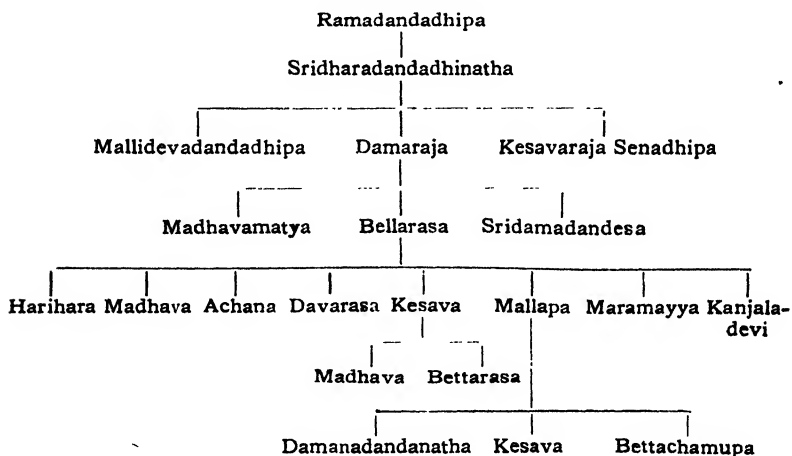 Ramadandadhipa
Sridharadandadhinatha
Mallidevadandadhipa Damaraja Kesavaraja Senadhipa
Madhavamatya Bellarasa Sridamadandesa
Harihara Madhava Achana Davarasa Kesava Mallapa Maramayya Kanjala-
devi
Madhava Bettarasa
Damanadandanatha Kesava Bettachamupa